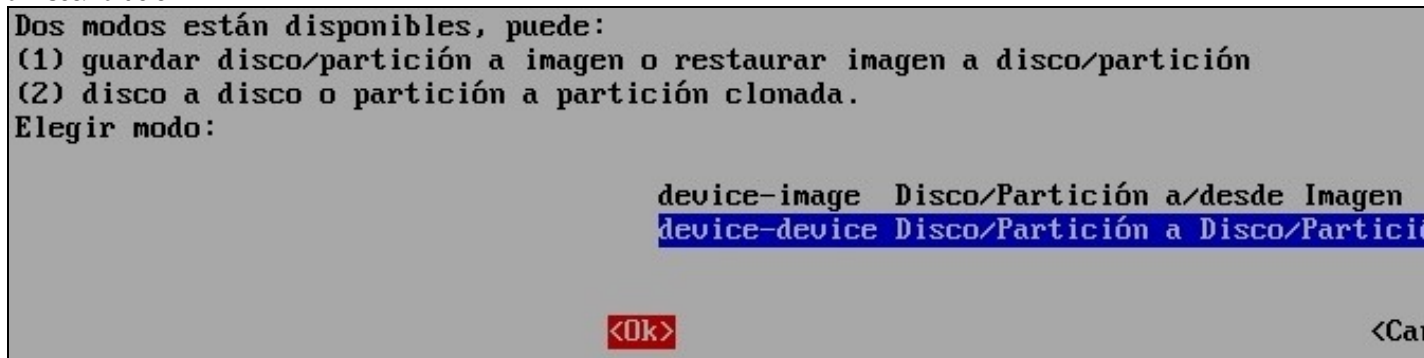 Dos modos están disponibles, puede:
(1) guardar disco/partición a imagen o restaurar imagen a disco/partición
(2) disco a disco o partición a partición clonada.
Elegir modo:
device-image Disco/Partición a/desde Imagen
device-device Disco/Partición a Disco/Partició
<Ok> <Ca